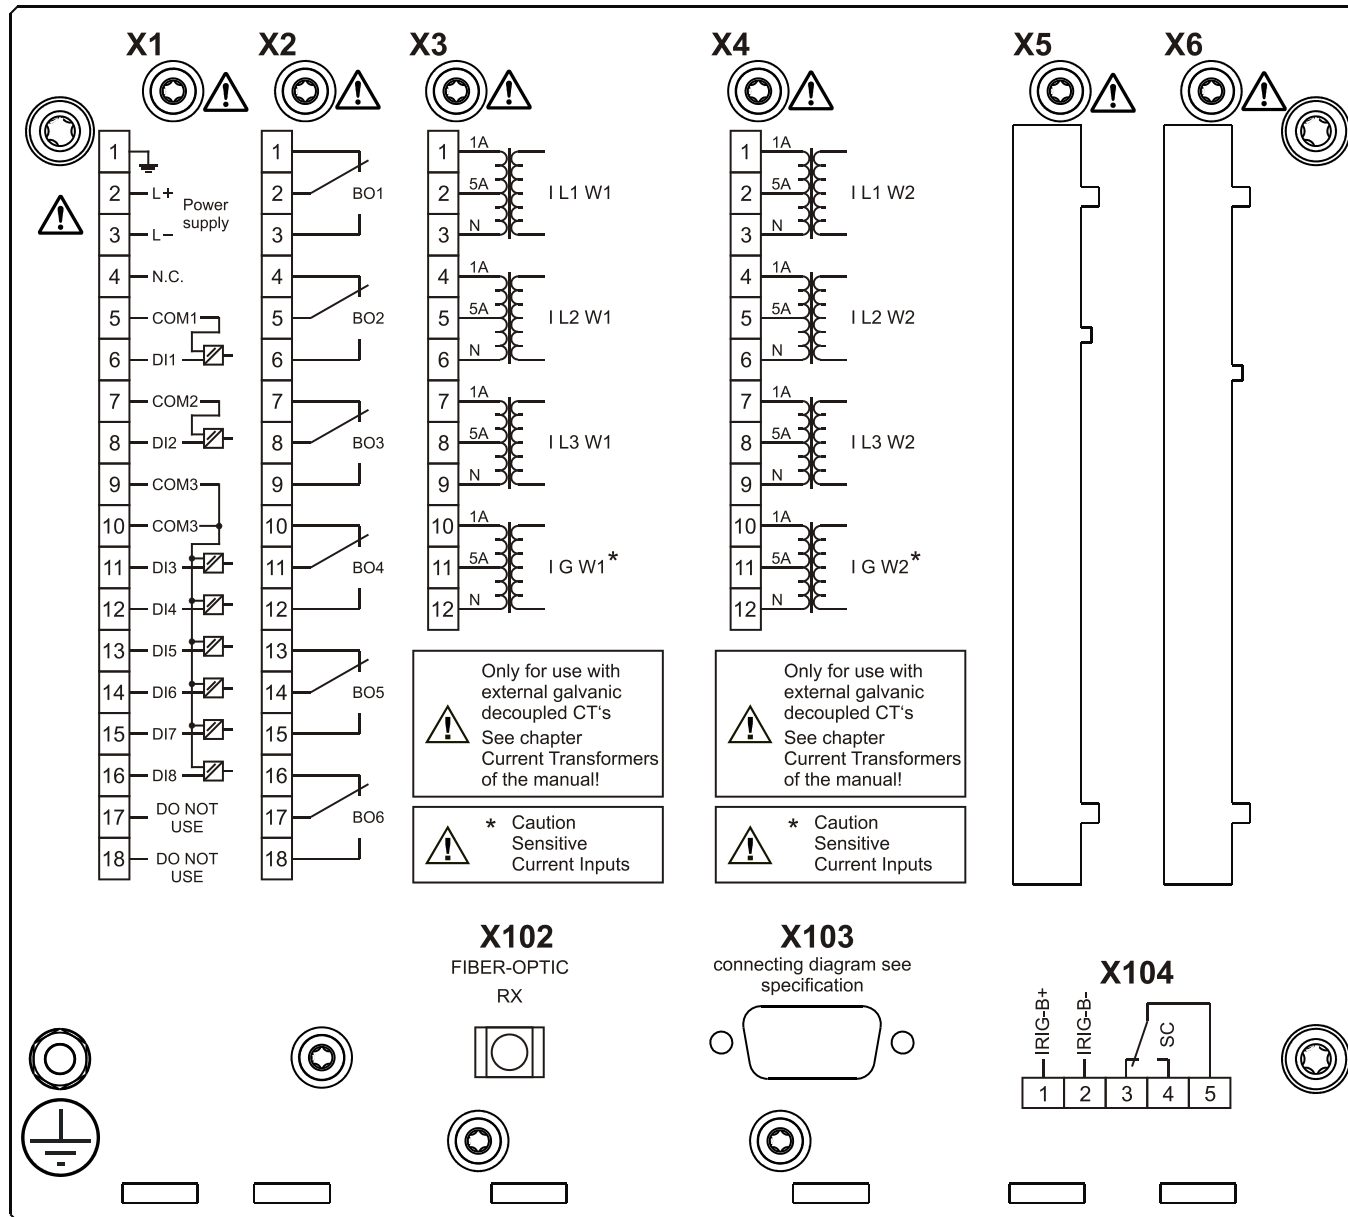 X1
X2
X3
X4
X5
X6
1
2 L+ Power
supply
3 L-
4 N.C.
5 COM1
6 DI1
7 COM2
8 DI2
9 COM3
10 COM3
11 DI3
12 DI4
13 DI5
14 DI6
15 DI7
16 DI8
17 DO NOT
USE
18 DO NOT
USE
1
2 BO1
3
4
5 BO2
6
7
8 BO3
9
10
11 BO4
12
13
14 BO5
15
16
17 BO6
18
1 1A
2 5A I L1 W1
3 N
4 1A
5 5A I L2 W1
6 N
7 1A
8 5A I L3 W1
9 N
10 1A
11 5A I G W1*
12 N
Only for use with
external galvanic
decoupled CT‘s
See chapter
Current Transformers
of the manual!
* Caution
Sensitive
Current Inputs
1 1A
2 5A I L1 W2
3 N
4 1A
5 5A I L2 W2
6 N
7 1A
8 5A I L3 W2
9 N
10 1A
11 5A I G W2*
12 N
Only for use with
external galvanic
decoupled CT‘s
See chapter
Current Transformers
of the manual!
* Caution
Sensitive
Current Inputs
X102
FIBER-OPTIC
RX
X103
connecting diagram see
specification
X104
IRIG-B+
IRIG-B-
SC
1 2 3 4 5